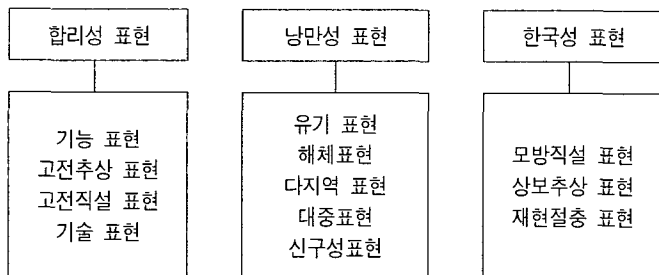 합리성 표현
기능 표현
고전추상 표현
고전직설 표현
기술 표현
낭만성 표현
유기 표현
해체표현
다지역 표현
대중표현
신구성표현
한국성 표현
모방직설 표현
상보추상 표현
재현절충 표현